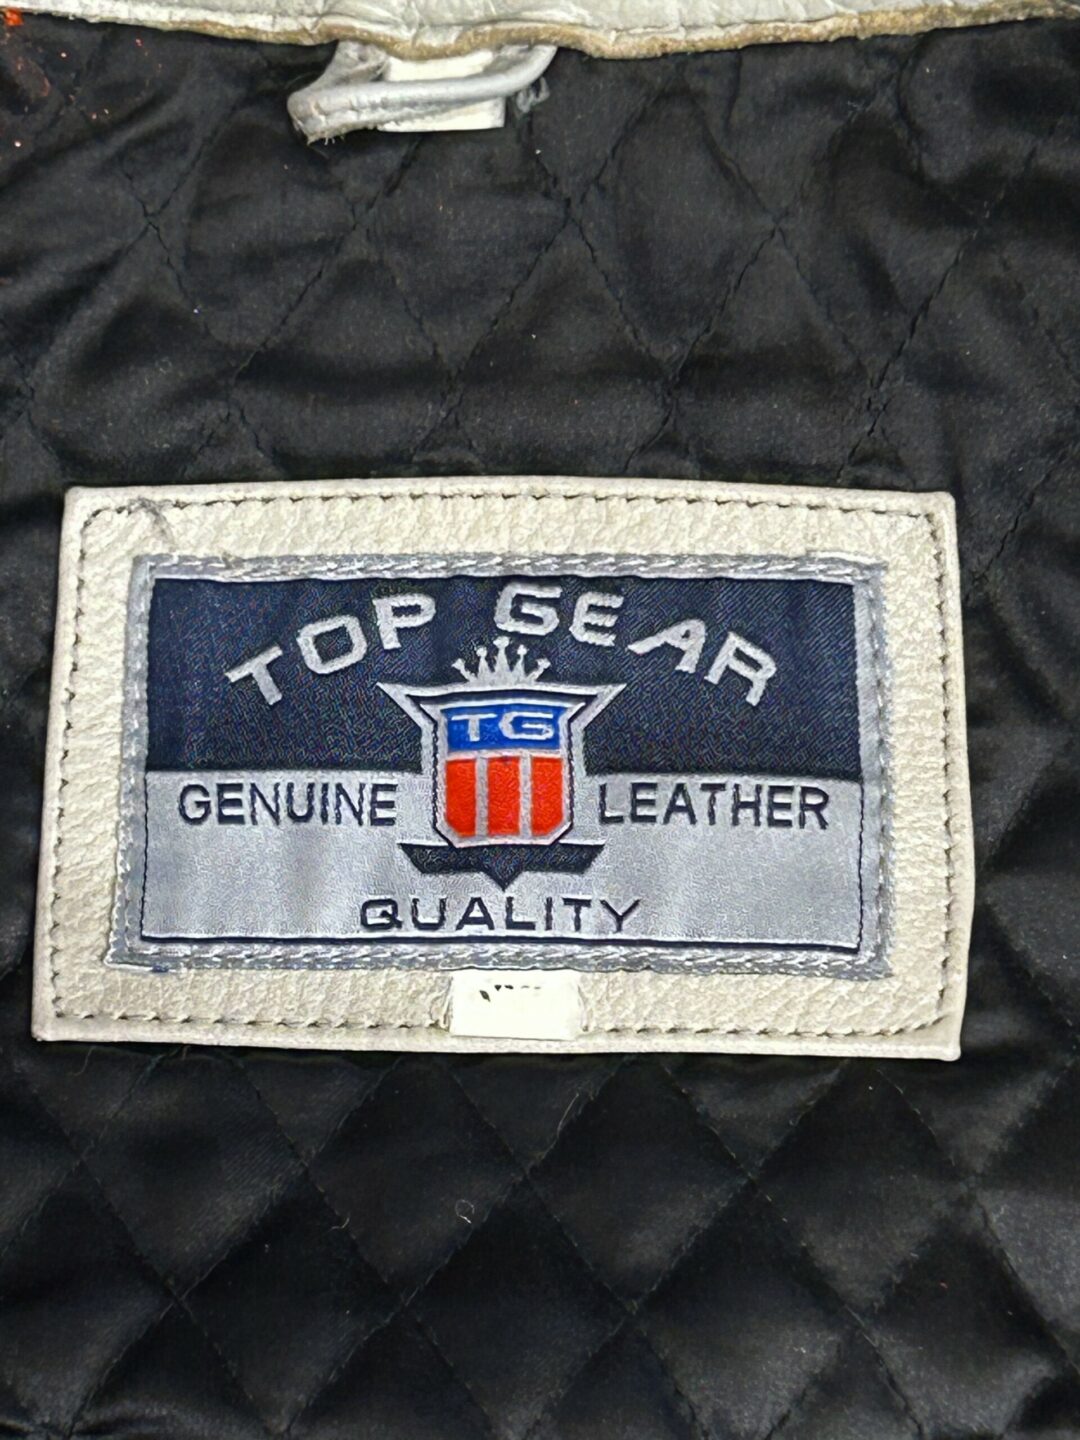 TOP GEAR
TG
GENUINE LEATHER
QUALITY